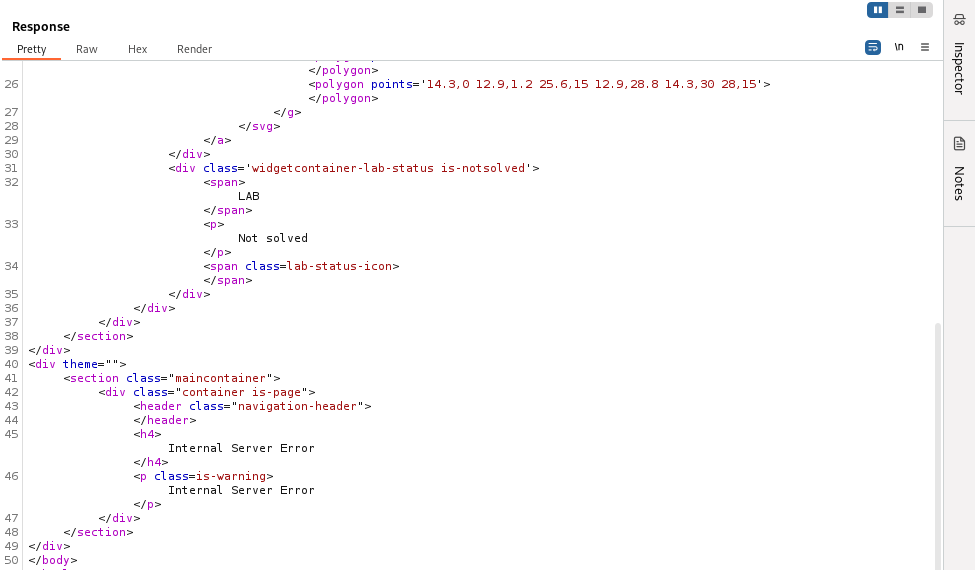 Response
Inspector
Notes
Pretty Raw Hex Render \n
</polygon>
26 <polygon points='14.3,0 12.9,1.2 25.6,15 12.9,28.8 14.3,30 28,15'>
</polygon>
27 </g>
28 </svg>
29 </a>
30 </div>
31 <div class='widgetcontainer-lab-status is-notsolved'>
32 <span>
LAB
</span>
33 <p>
Not solved
</p>
34 <span class=lab-status-icon>
</span>
35 </div>
36 </div>
37 </div>
38 </section>
39 </div>
40 <div theme="">
41 <section class="maincontainer">
42 <div class="container is-page">
43 <header class="navigation-header">
44 </header>
45 <h4>
Internal Server Error
</h4>
46 <p class=is-warning>
Internal Server Error
</p>
47 </div>
48 </section>
49 </div>
50 </body>